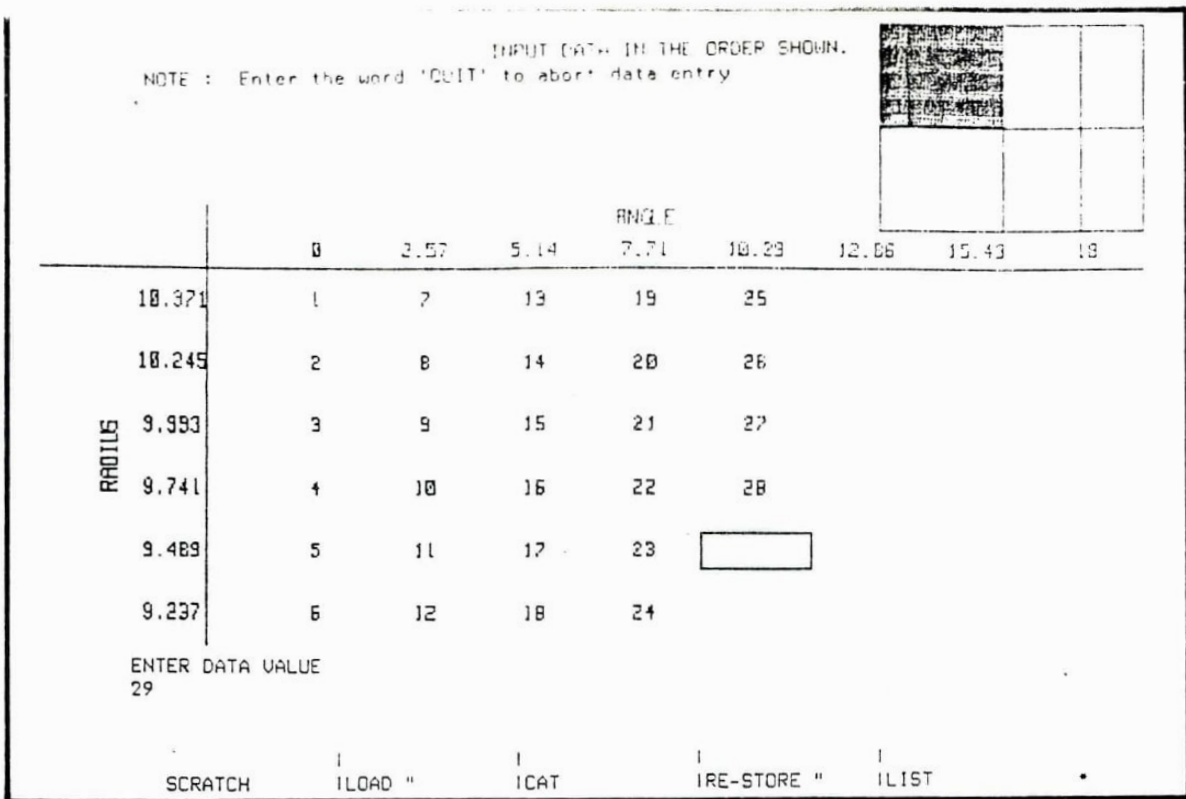 INPUT DATA IN THE ORDER SHOWN.
NOTE : Enter the word 'QUIT' to abort data entry
ANGLE
0 2.57 5.14 7.71 10.29 12.86 15.43 18
10.371 1 7 13 19 25
10.245 2 8 14 20 26
RADIUS
9.993 3 9 15 21 27
9.741 4 10 16 22 28
9.489 5 11 17 23
9.237 6 12 18 24
ENTER DATA VALUE
29
SCRATCH LOAD " CAT RE-STORE " LIST